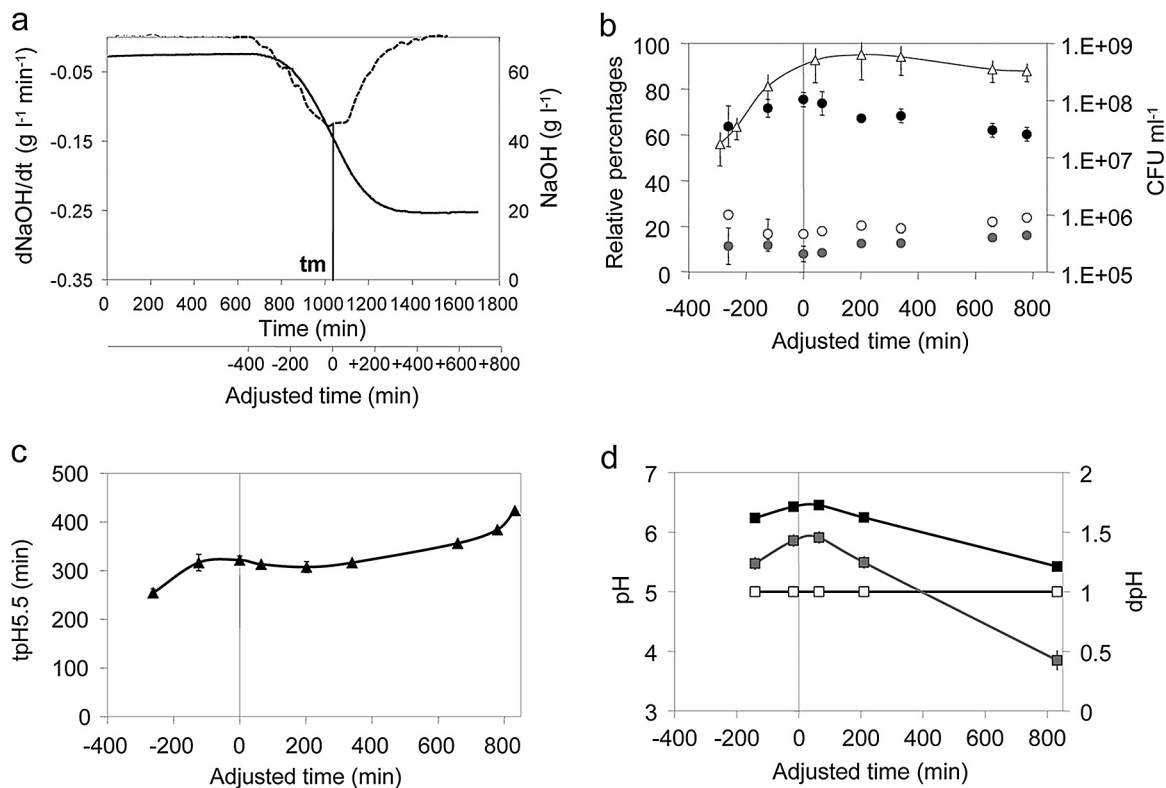 a
dNaOH/dt (g l⁻¹ min⁻¹)
-0.05
-0.15
-0.25
-0.35
NaOH (g l⁻¹)
60
40
20
0
tm
0 200 400 600 800 1000 1200 1400 1600 1800
Time (min)
-400 -200 0 +200 +400 +600 +800
Adjusted time (min)
b
Relative percentages
100
80
60
40
20
0
CFU ml⁻¹
1.E+09
1.E+08
1.E+07
1.E+06
1.E+05
-400 -200 0 200 400 600 800
Adjusted time (min)
c
tpH5.5 (min)
500
400
300
200
100
0
-400 -200 0 200 400 600 800
Adjusted time (min)
d
pH
7
6
5
4
3
dpH
2
1.5
1
0.5
0
-400 -200 0 200 400 600 800
Adjusted time (min)